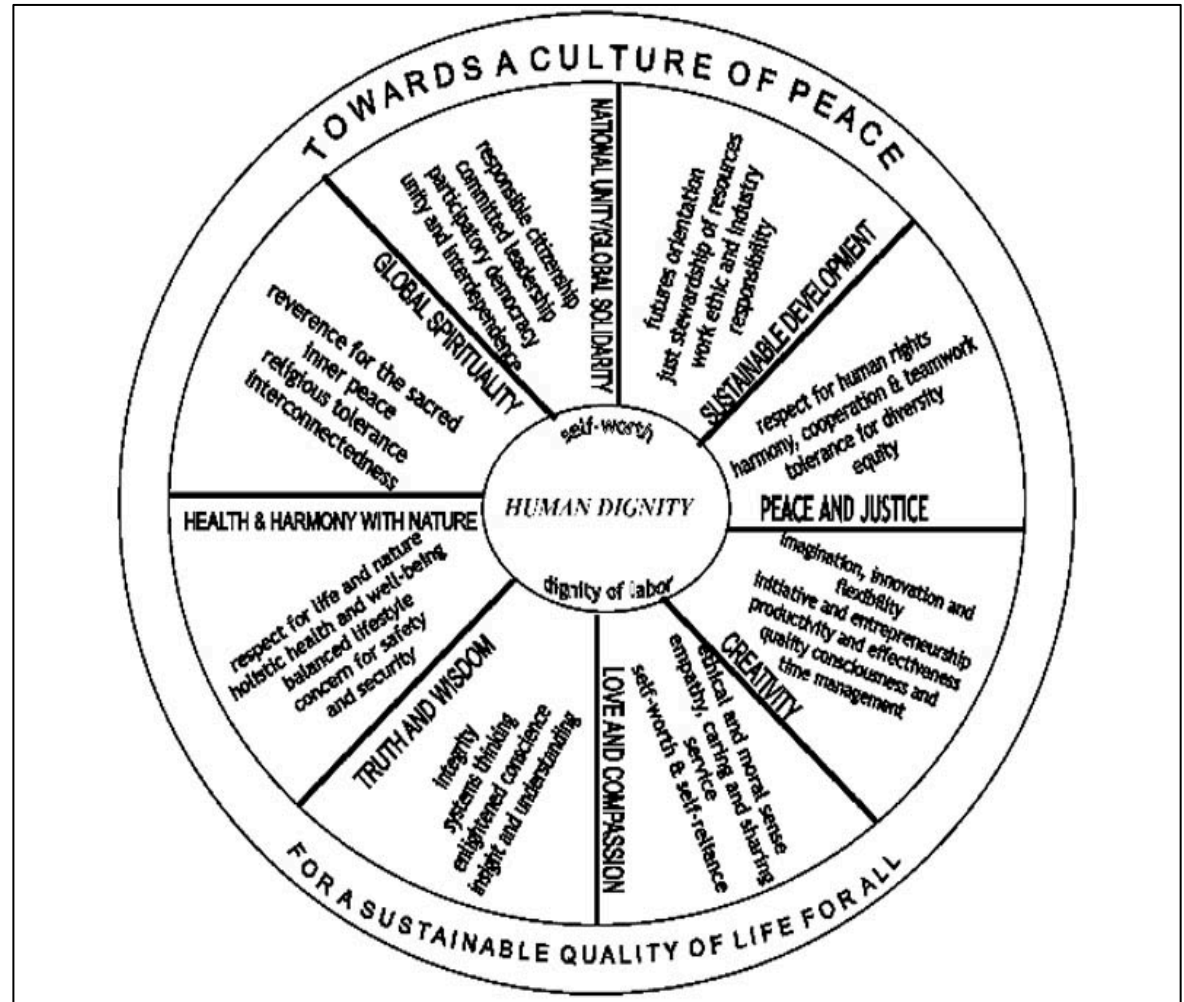 TOWARDS A CULTURE OF PEACE
NATIONAL UNITY/GLOBAL SOLIDARITY
responsible citizenship
committed leadership
participatory democracy
unity and interdependence
futures orientation
just stewardship of resources
work ethic and industry
responsibility
SUSTAINABLE DEVELOPMENT
respect for human rights
harmony, cooperation & teamwork
tolerance for diversity
equity
PEACE AND JUSTICE
imagination, innovation and
flexibility
initiative and entrepreneurship
productivity and effectiveness
quality consciousness and
time management
CREATIVITY
ethical and moral sense
empathy, caring and sharing
service
self-worth & self-reliance
LOVE AND COMPASSION
integrity
systems thinking
enlightened conscience
insight and understanding
TRUTH AND WISDOM
respect for life and nature
holistic health and well-being
balanced lifestyle
concern for safety
and security
HEALTH & HARMONY WITH NATURE
reverence for the sacred
inner peace
religious tolerance
interconnectedness
GLOBAL SPIRITUALITY
self-worth
HUMAN DIGNITY
dignity of labor
FOR A SUSTAINABLE QUALITY OF LIFE FOR ALL